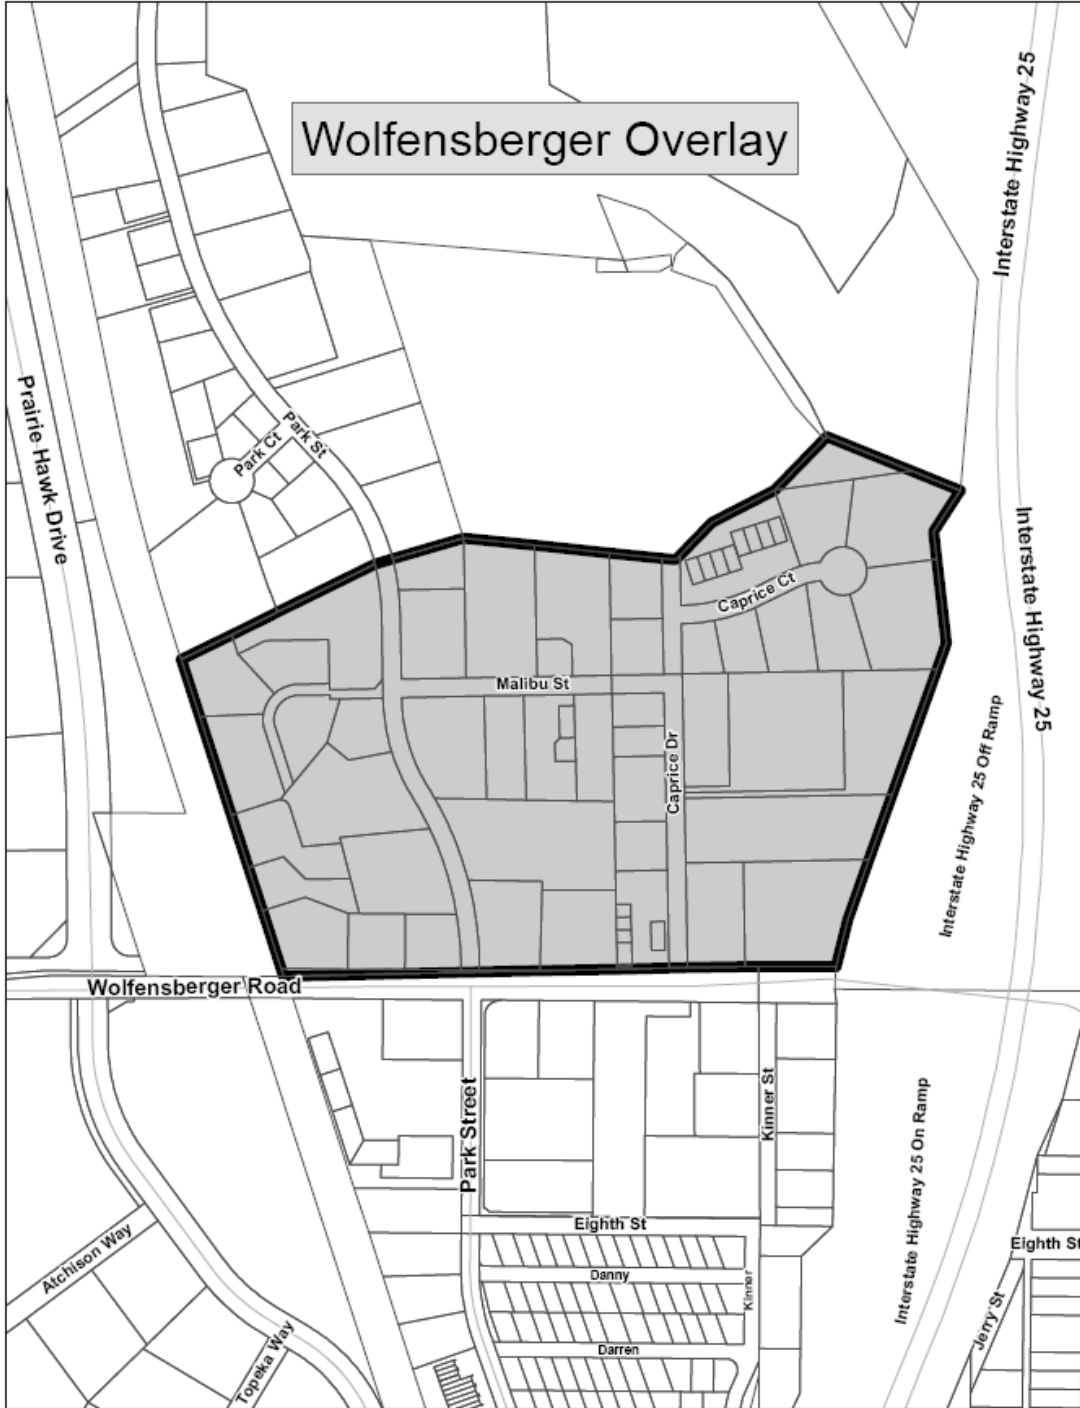 Wolfensberger Overlay
Interstate Highway 25
Prairie Hawk Drive
Park St
Park Ct
Interstate Highway 25
Caprice Ct
Malibu St
Caprice Dr
Interstate Highway 25 Off Ramp
Wolfensberger Road
Park Street
Kinner St
Interstate Highway 25 On Ramp
Eighth St
Atchison Way
Eighth St
Danny
Kinner
Jerry St
Darren
Topeka Way